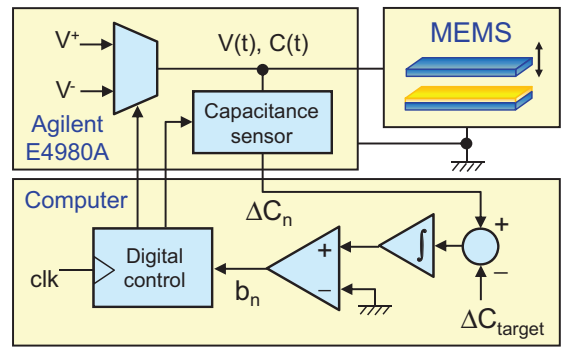 V⁺
V⁻
V(t), C(t)
MEMS
Agilent
E4980A
Capacitance
sensor
Computer
ΔCₙ
clk
Digital
control
bₙ
+
−
∫
+
−
ΔC_target